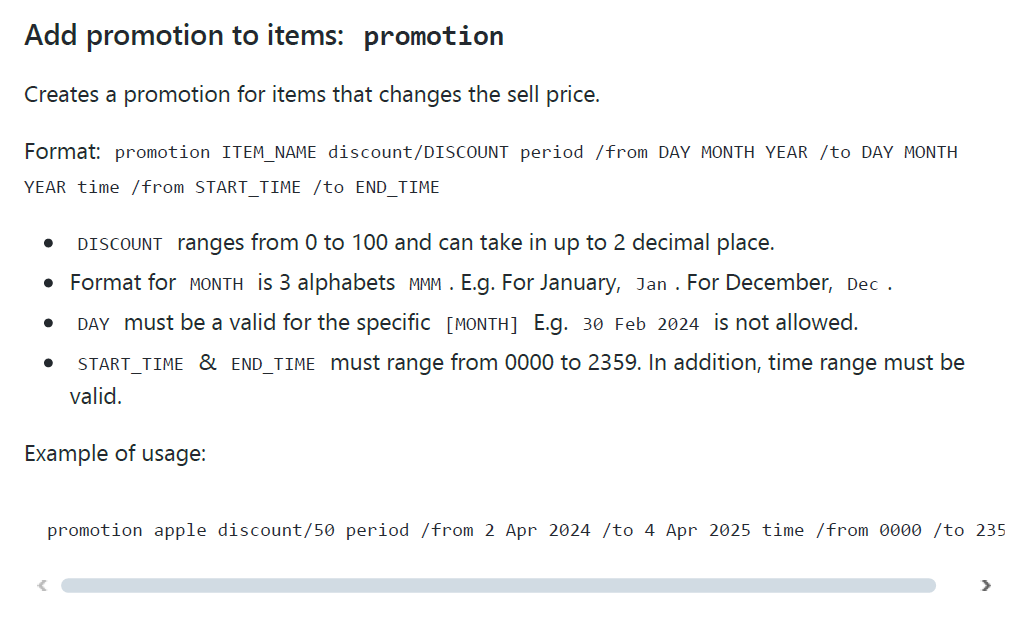 Add promotion to items: promotion
Creates a promotion for items that changes the sell price.
Format: promotion ITEM_NAME discount/DISCOUNT period /from DAY MONTH YEAR /to DAY MONTH
YEAR time /from START_TIME /to END_TIME
DISCOUNT ranges from 0 to 100 and can take in up to 2 decimal place.
Format for MONTH is 3 alphabets MMM . E.g. For January, Jan . For December, Dec .
DAY must be a valid for the specific [MONTH] E.g. 30 Feb 2024 is not allowed.
START_TIME & END_TIME must range from 0000 to 2359. In addition, time range must be
valid.
Example of usage:
promotion apple discount/50 period /from 2 Apr 2024 /to 4 Apr 2025 time /from 0000 /to 235